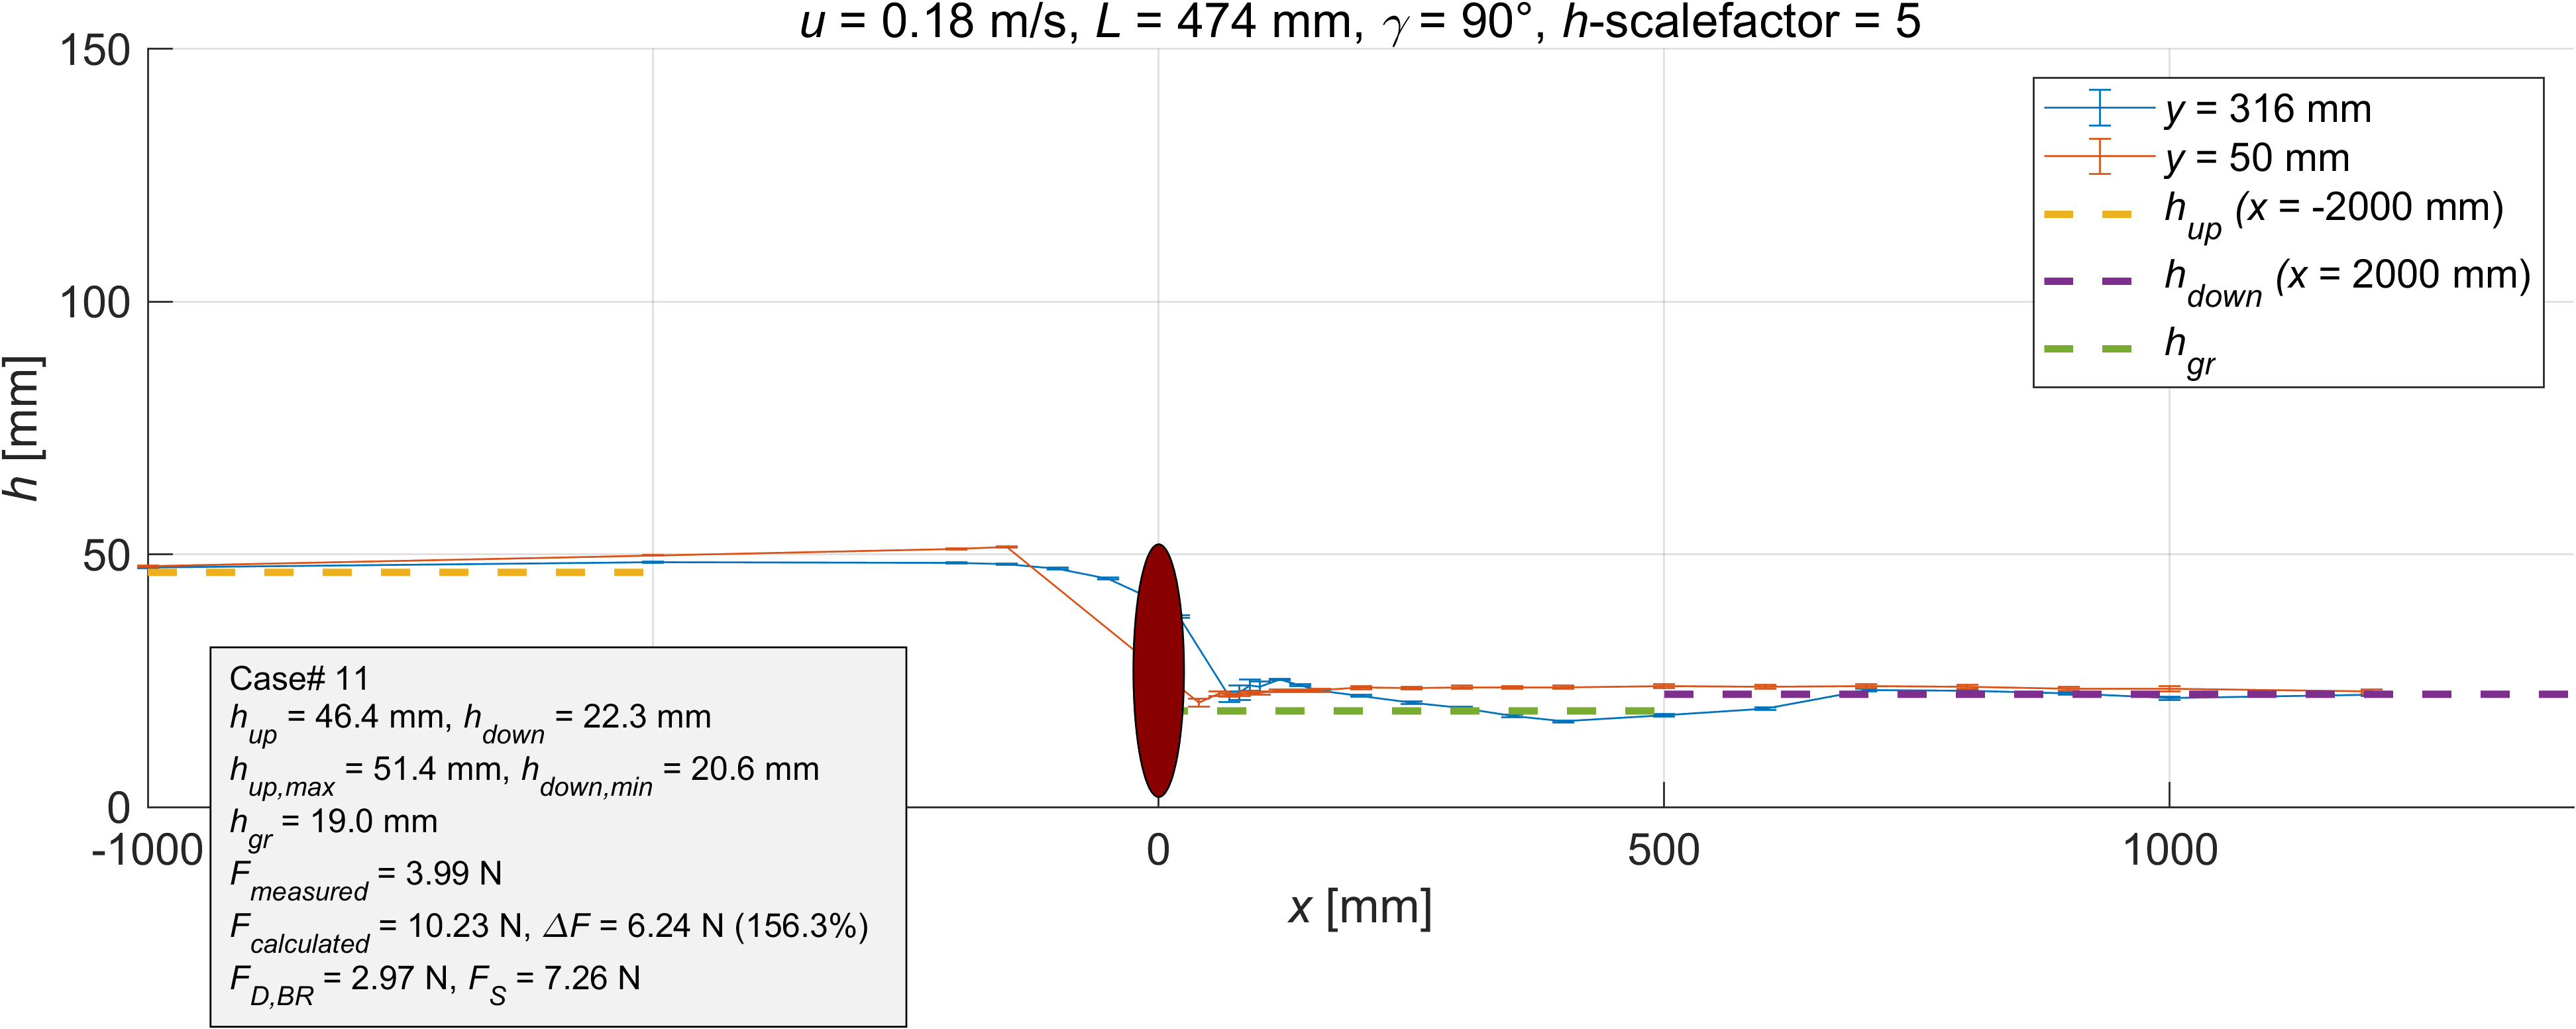 u = 0.18 m/s, L = 474 mm, γ = 90°, h-scalefactor = 5
150
100
50
0
h [mm]
-1000
0
500
1000
x [mm]
y = 316 mm
y = 50 mm
h_up (x = -2000 mm)
h_down (x = 2000 mm)
h_gr
Case# 11
h_up = 46.4 mm, h_down = 22.3 mm
h_up,max = 51.4 mm, h_down,min = 20.6 mm
h_gr = 19.0 mm
F_measured = 3.99 N
F_calculated = 10.23 N, ΔF = 6.24 N (156.3%)
F_D,BR = 2.97 N, F_S = 7.26 N